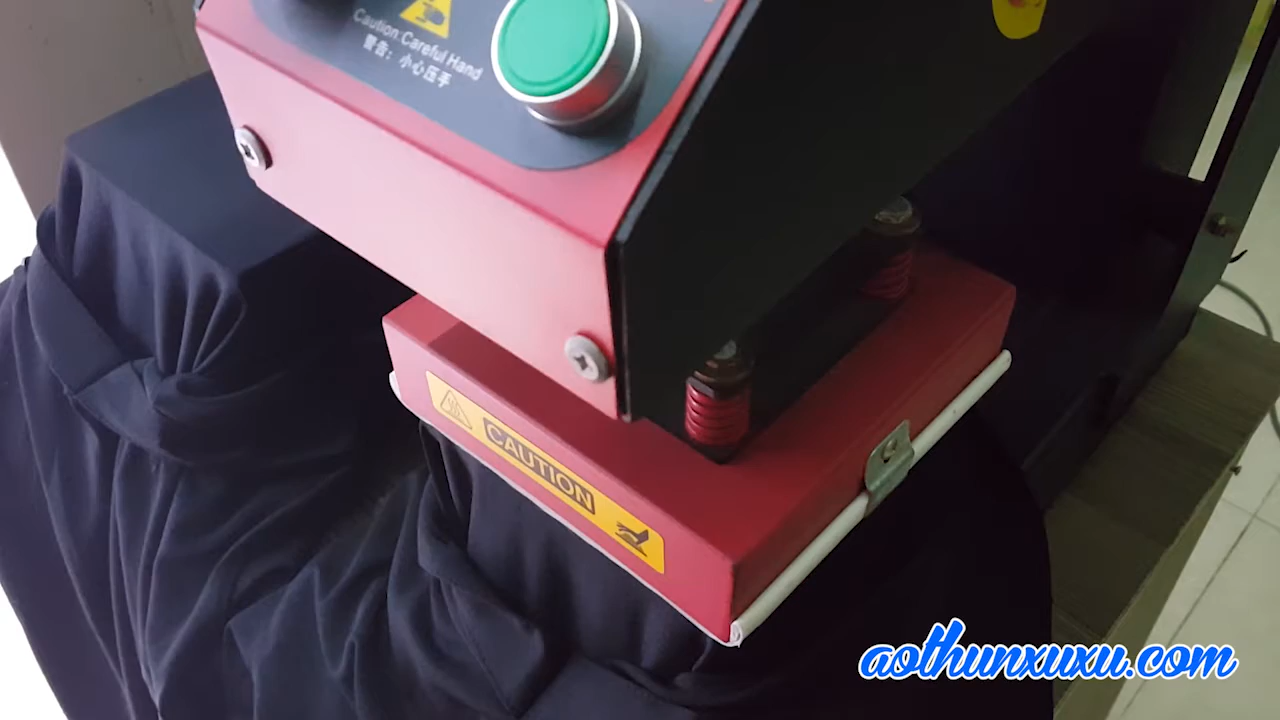 Caution:Careful Hand
警告：小心压手
CAUTION
aothunxuxu.com